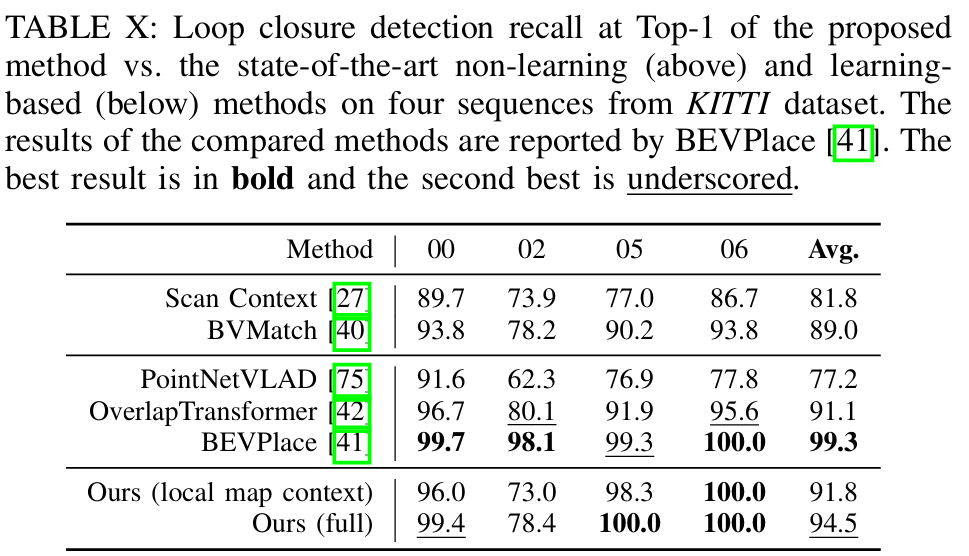 TABLE X: Loop closure detection recall at Top-1 of the proposed
method vs. the state-of-the-art non-learning (above) and learning-
based (below) methods on four sequences from KITTI dataset. The
results of the compared methods are reported by BEVPlace [41]. The
best result is in bold and the second best is underscored.
Method 00 02 05 06 Avg.
Scan Context [27] 89.7 73.9 77.0 86.7 81.8
BVMatch [40] 93.8 78.2 90.2 93.8 89.0
PointNetVLAD [75] 91.6 62.3 76.9 77.8 77.2
OverlapTransformer [42] 96.7 80.1 91.9 95.6 91.1
BEVPlace [41] 99.7 98.1 99.3 100.0 99.3
Ours (local map context) 96.0 73.0 98.3 100.0 91.8
Ours (full) 99.4 78.4 100.0 100.0 94.5